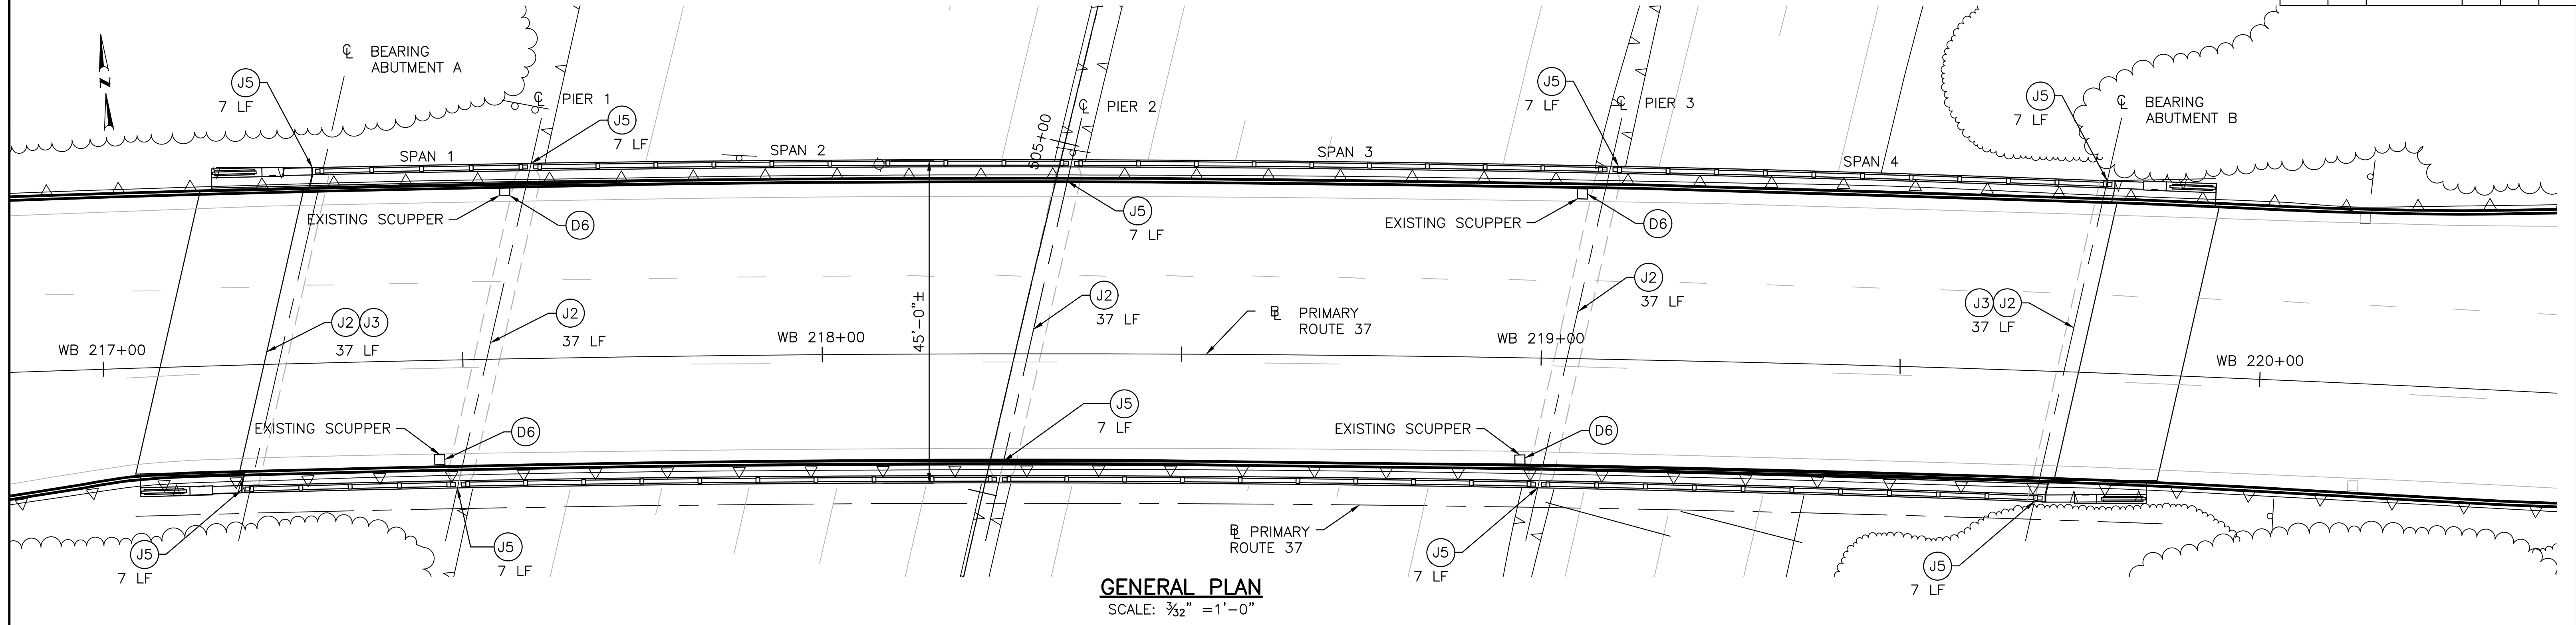 N
℄ BEARING
ABUTMENT A
J5
7 LF
℄ PIER 1
J5
7 LF
505+00
℄ PIER 2
J5
7 LF
℄ PIER 3
J5
7 LF
℄ BEARING
ABUTMENT B
SPAN 1
SPAN 2
SPAN 3
SPAN 4
EXISTING SCUPPER
D6
J5
7 LF
EXISTING SCUPPER
D6
J2 J3
37 LF
J2
37 LF
45'-0"±
J2
37 LF
J2
37 LF
J3 J2
37 LF
WB 217+00
WB 218+00
BL PRIMARY
ROUTE 37
WB 219+00
WB 220+00
EXISTING SCUPPER
D6
J5
7 LF
EXISTING SCUPPER
D6
J5
7 LF
J5
7 LF
BL PRIMARY
ROUTE 37
J5
7 LF
J5
7 LF
GENERAL PLAN
SCALE: 3/32" =1'-0"